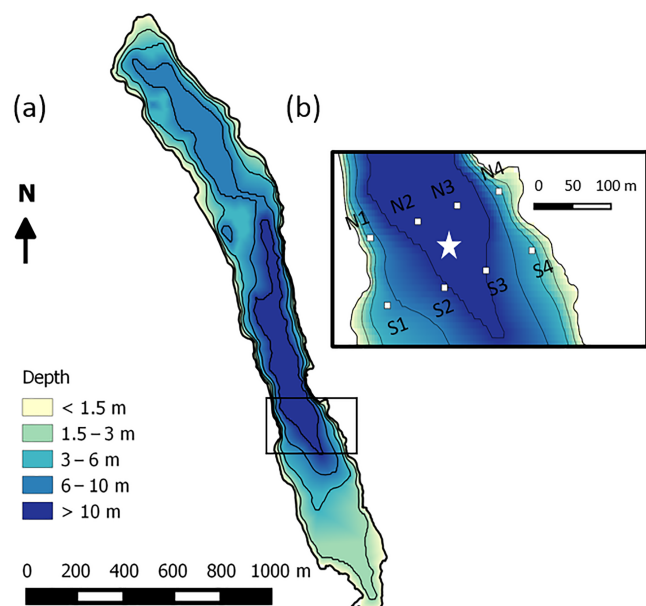 (a)
(b)
N
0 50 100 m
N1
N2
N3
N4
S1
S2
S3
S4
Depth
< 1.5 m
1.5 – 3 m
3 – 6 m
6 – 10 m
> 10 m
0 200 400 600 1000 m